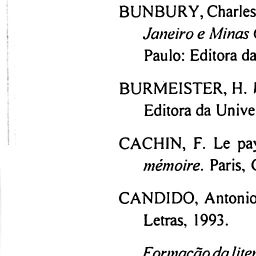 BUNBURY, Charles
Janeiro e Minas
Paulo: Editora da
BURMEISTER, H.
Editora da Unive
CACHIN, F. Le pay
mémoire. Paris,
CANDIDO, Antonio
Letras, 1993.
Formação da liter